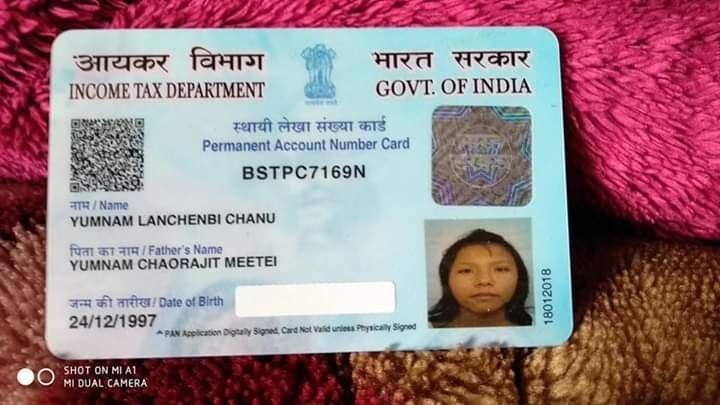 आयकर विभाग
INCOME TAX DEPARTMENT
भारत सरकार
GOVT. OF INDIA
सत्यमेव जयते
स्थायी लेखा संख्या कार्ड
Permanent Account Number Card
BSTPC7169N
नाम / Name
YUMNAM LANCHENBI CHANU
पिता का नाम / Father's Name
YUMNAM CHAORAJIT MEETEI
जन्म की तारीख / Date of Birth
24/12/1997
PAN Application Digitally Signed, Card Not Valid unless Physically Signed
18012018
SHOT ON MI A1
MI DUAL CAMERA